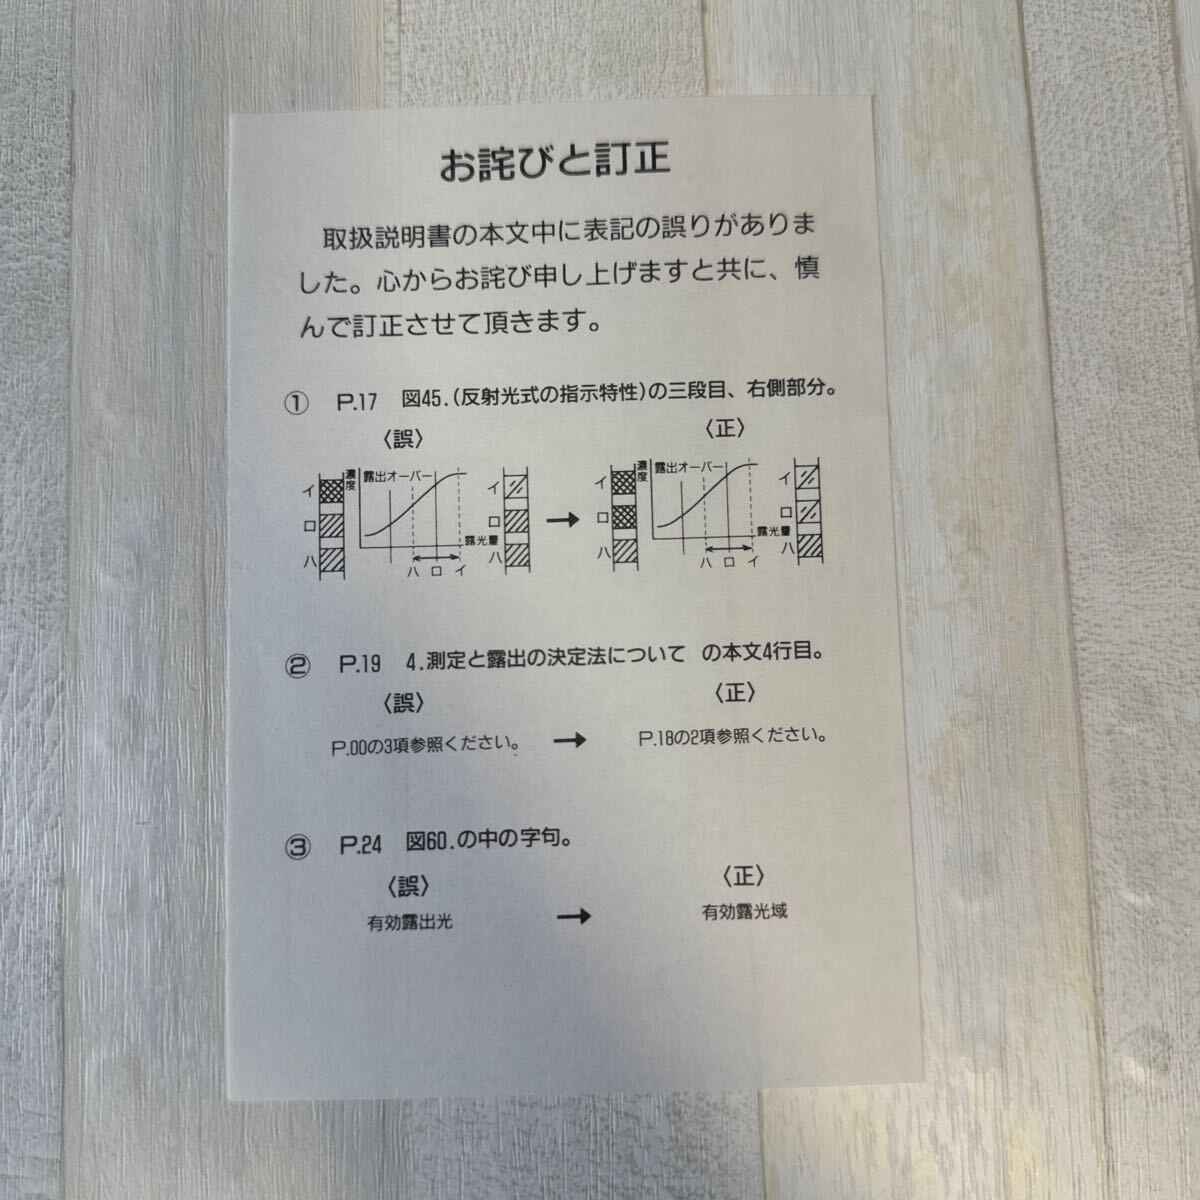 お詫びと訂正
取扱説明書の本文中に表記の誤りがありま
した。心からお詫び申し上げますと共に、慎
んで訂正させて頂きます。
① P.17 図45.(反射光式の指示特性)の三段目、右側部分。
〈誤〉 〈正〉
イ
ロ
ハ
濃度
露出オーバー
露光量
ハ ロ イ
イ
ロ
ハ
→
イ
ロ
ハ
濃度
露出オーバー
露光量
ハ ロ イ
イ
ロ
ハ
② P.19 4.測定と露出の決定法について の本文4行目。
〈誤〉 〈正〉
P.00の3項参照ください。 → P.18の2項参照ください。
③ P.24 図60.の中の字句。
〈誤〉 〈正〉
有効露出光 → 有効露光域